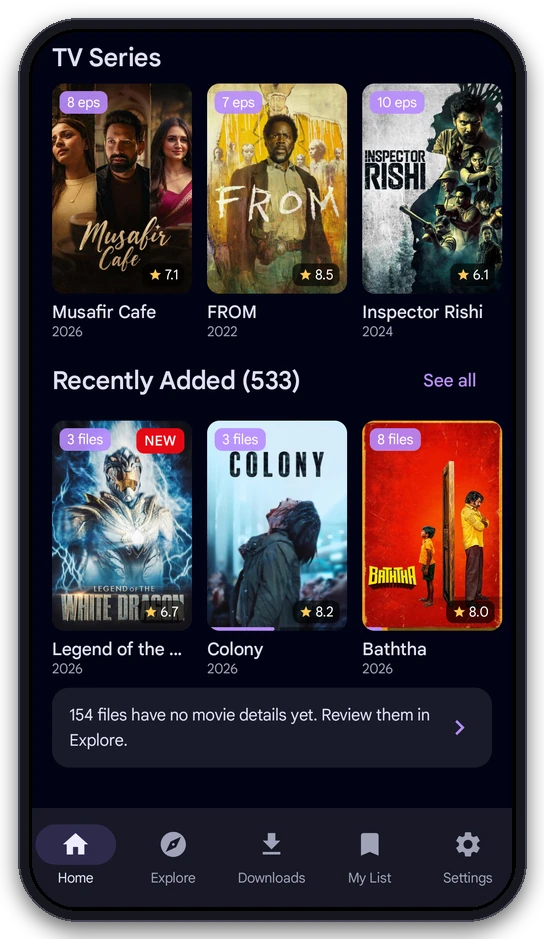 TV Series
8 eps
7 eps
10 eps
Musafir
Cafe
FROM
INSPECTOR
RISHI
7.1
8.5
6.1
Musafir Cafe
FROM
Inspector Rishi
2026
2022
2024
Recently Added (533)
See all
3 files
NEW
3 files
8 files
COLONY
BATHTHA
LEGEND OF THE
WHITE DRAGON
6.7
8.2
8.0
Legend of the ...
Colony
Baththa
2026
2026
2026
154 files have no movie details yet. Review them in
Explore.
Home
Explore
Downloads
My List
Settings